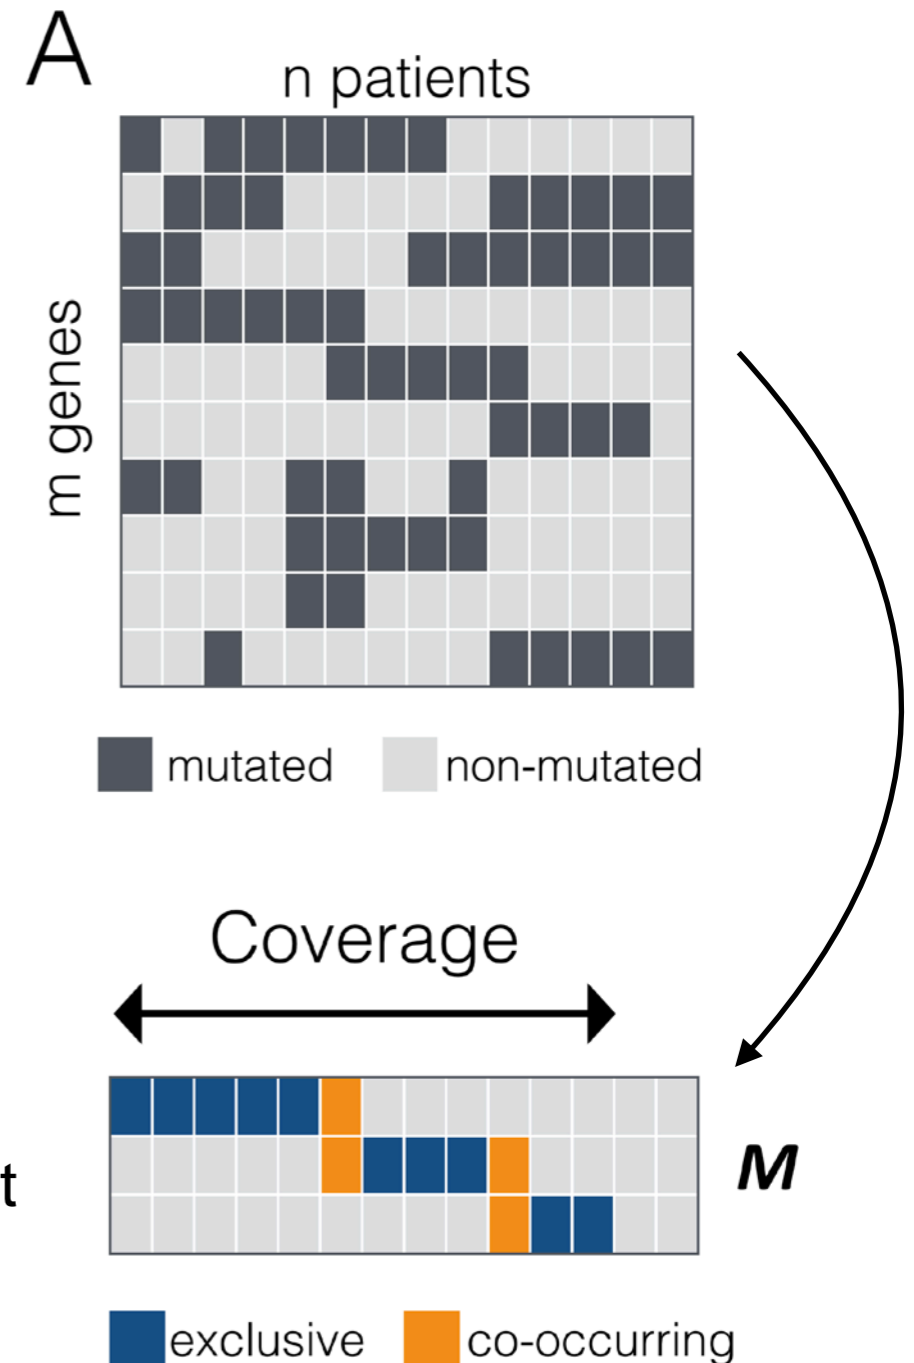 A
n patients
m genes
mutated
non-mutated
Coverage
t
M
exclusive
co-occurring